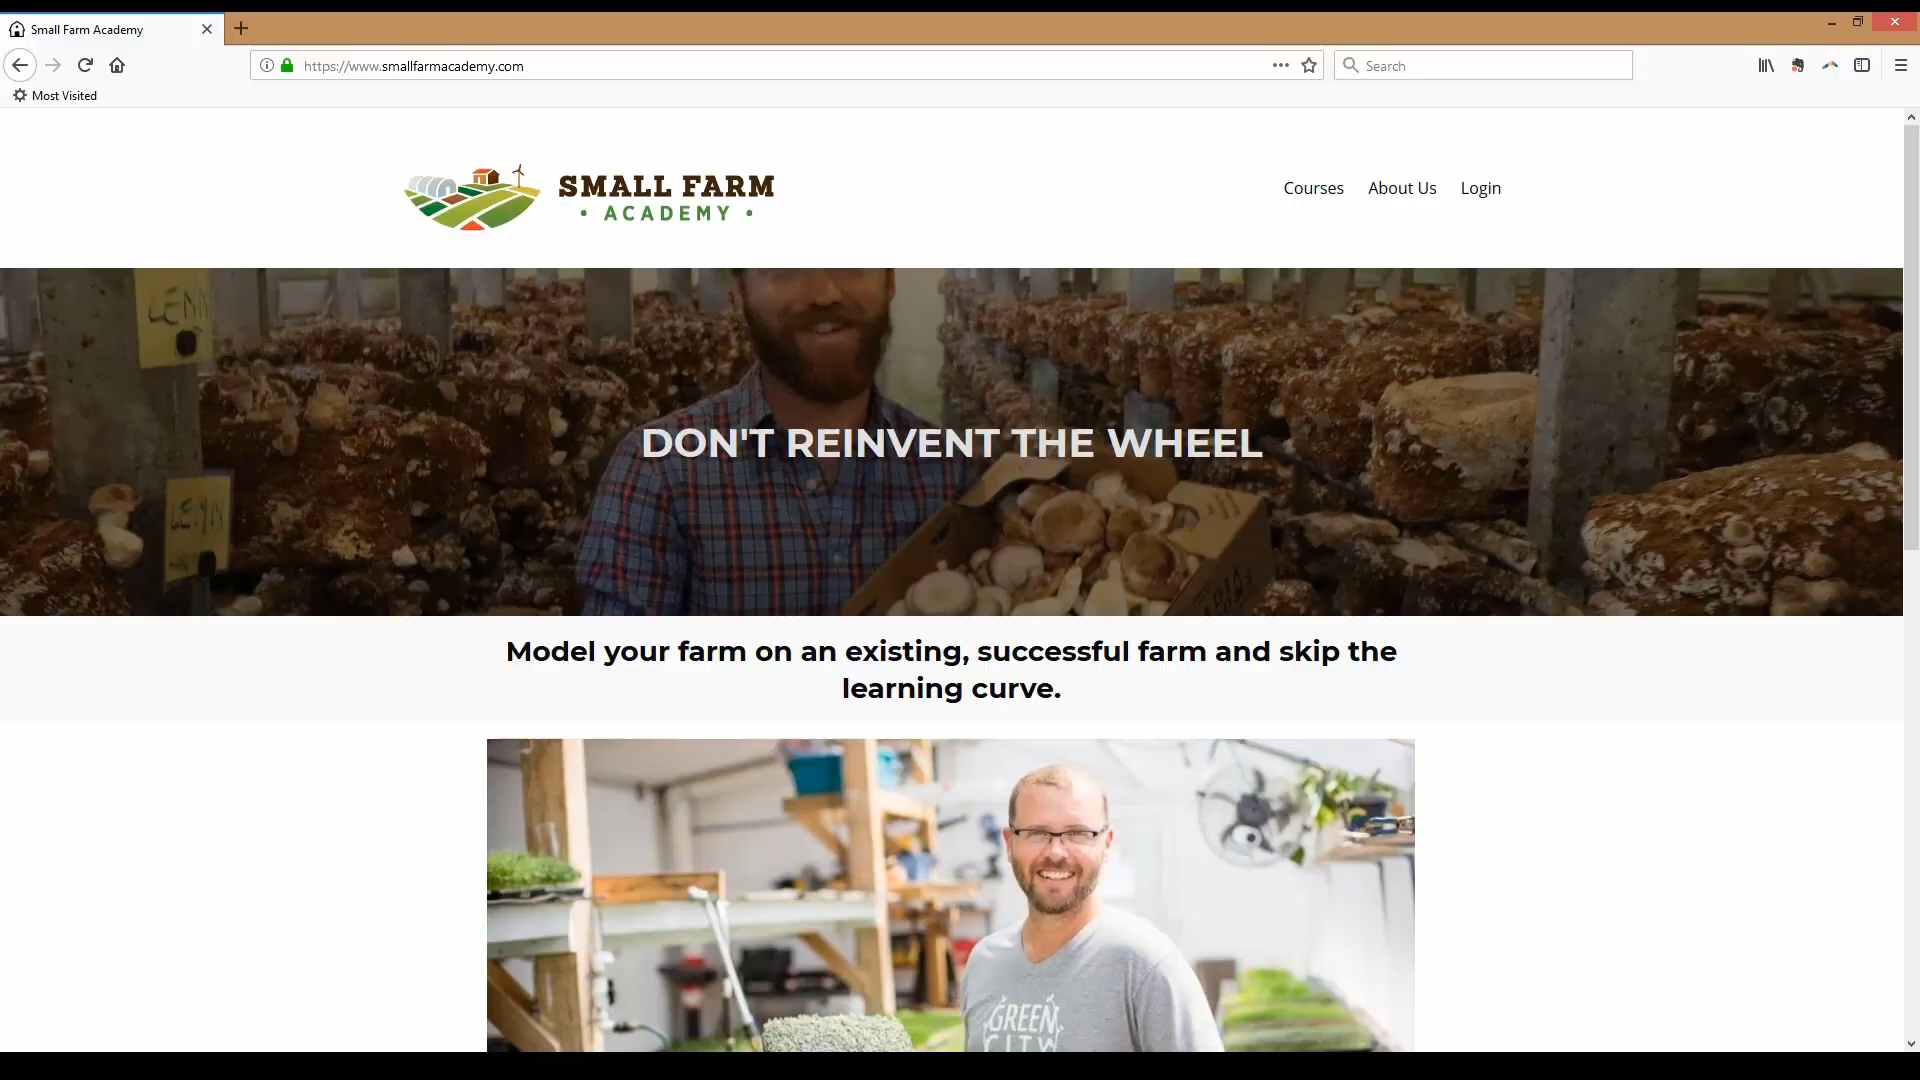 Small Farm Academy
https://www.smallfarmacademy.com
Search
Most Visited
SMALL FARM
• ACADEMY •
Courses
About Us
Login
DON'T REINVENT THE WHEEL
Model your farm on an existing, successful farm and skip the
learning curve.
GREEN
CITY